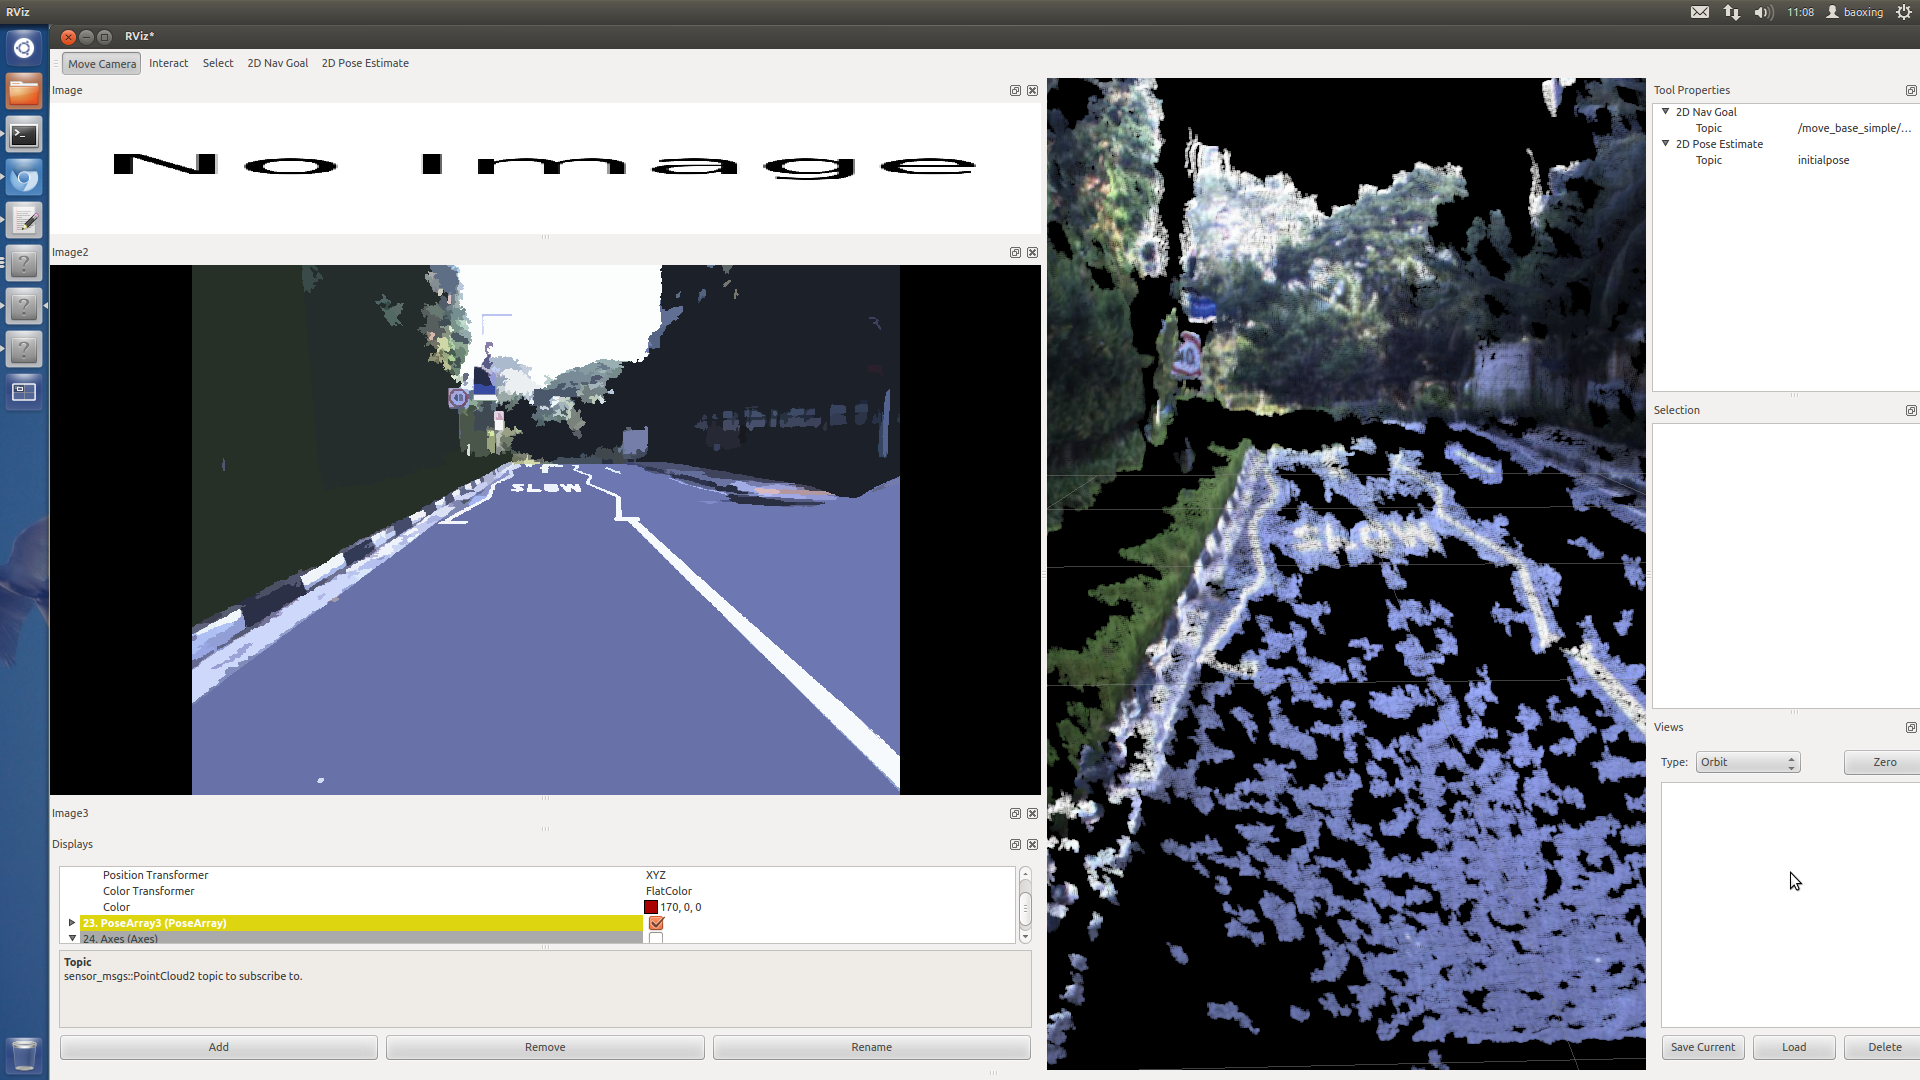 RViz
11:08
baoxing
RViz*
Move Camera
Interact
Select
2D Nav Goal
2D Pose Estimate
Image
No Image
Image2
40
SLOW
Image3
Displays
Position Transformer
XYZ
Color Transformer
FlatColor
Color
170, 0, 0
23. PoseArray3 (PoseArray)
24. Axes (Axes)
Topic
sensor_msgs::PointCloud2 topic to subscribe to.
Add
Remove
Rename
40
SLOW
Tool Properties
2D Nav Goal
Topic
/move_base_simple/...
2D Pose Estimate
Topic
initialpose
Selection
Views
Type:
Orbit
Zero
Save Current
Load
Delete